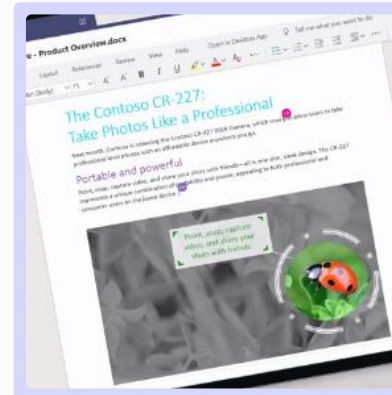 - Product Overview.docx
Tell me what you want to do
Layout References Review View Help Open in Desktop App
(Body) 11 A A B I U A
The Contoso CR-227:
Take Photos Like a Professional
Next month, Contoso is releasing the Contoso CR-227 DSLR Camera, which will allow users to take
professional level photos with an affordable device anywhere you go.
Portable and powerful
Point, snap, capture video, and share your shots with friends—all in one slim, sleek design. The CR-227
represents a unique combination of portability and power, appealing to both professional and
consumer users on the home device.
Point, snap, capture
video, and share your
shots with friends